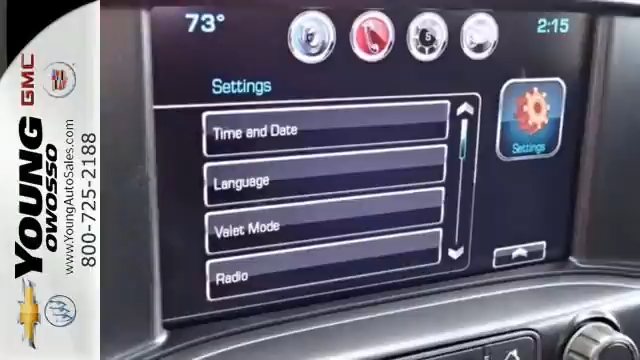 73°
2:15
Settings
Time and Date
Language
Valet Mode
Radio
Settings
YOUNG
GMC
OWOSSO
www.YoungAutoSales.com
800-725-2188